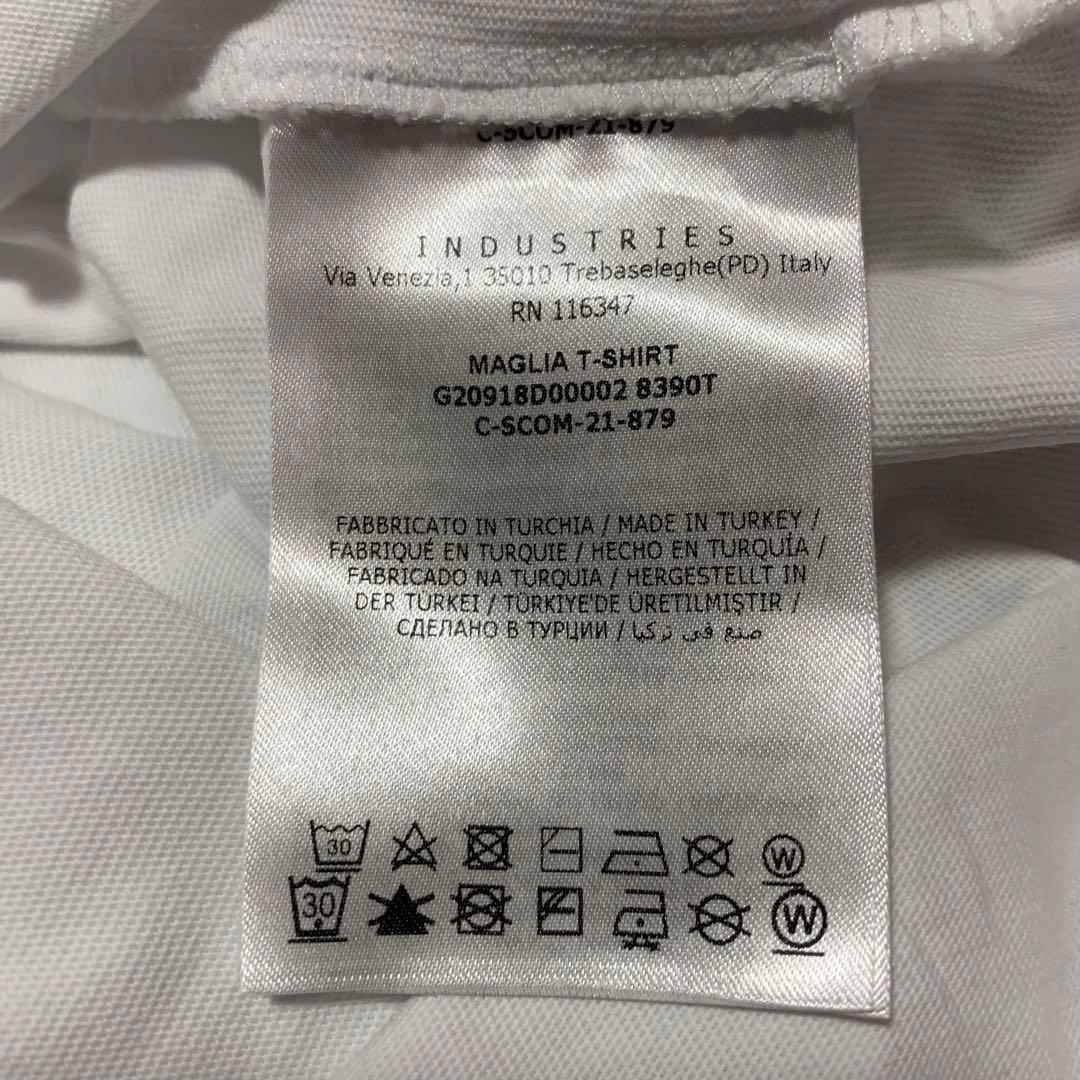 C-SCOM-21-879
INDUSTRIES
Via Venezia,1 35010 Trebaseleghe(PD) Italy
RN 116347
MAGLIA T-SHIRT
G20918D00002 8390T
C-SCOM-21-879
FABBRICATO IN TURCHIA / MADE IN TURKEY /
FABRIQUÉ EN TURQUIE / HECHO EN TURQUÍA /
FABRICADO NA TURQUIA / HERGESTELLT IN
DER TÜRKEI / TÜRKIYE'DE ÜRETILMIŞTIR /
СДЕЛАНО В ТУРЦИИ / صنع في تركيا
30 W
30 W